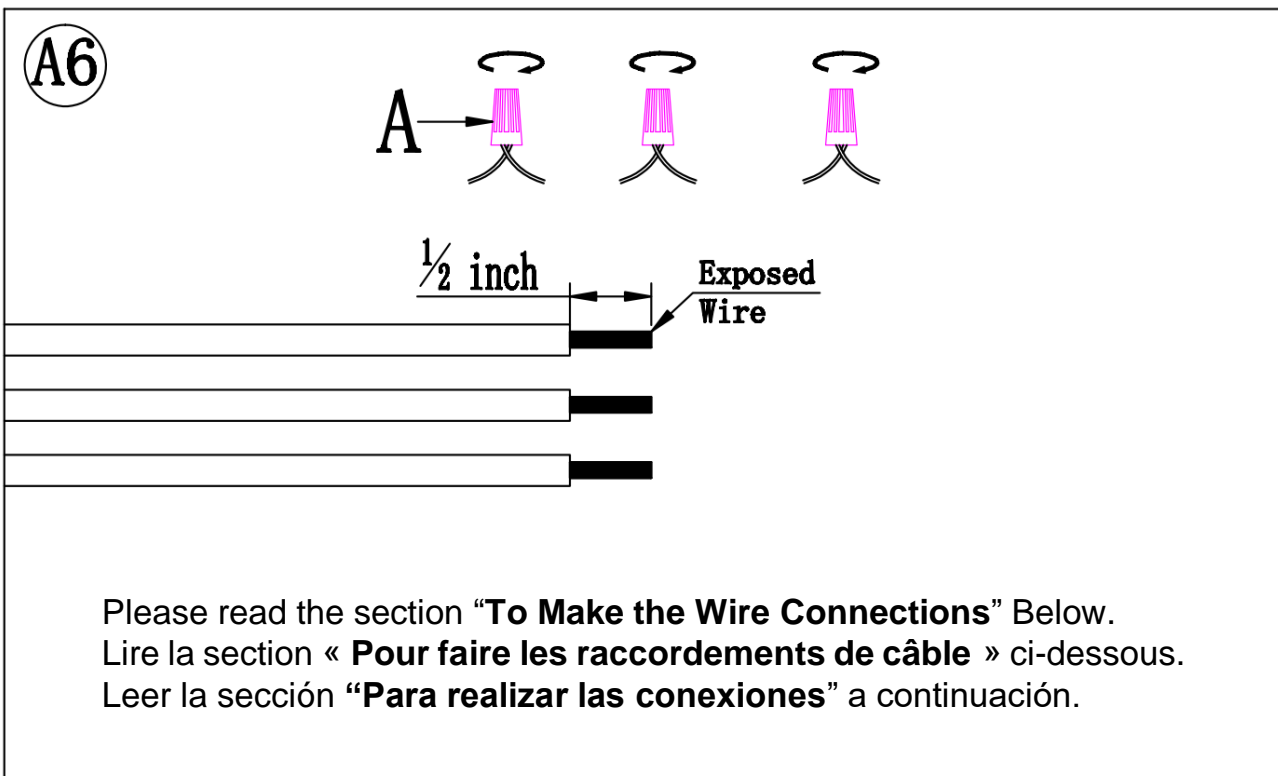 A6
A
½ inch
Exposed
Wire
Please read the section “To Make the Wire Connections” Below.
Lire la section « Pour faire les raccordements de câble » ci-dessous.
Leer la sección “Para realizar las conexiones” a continuación.